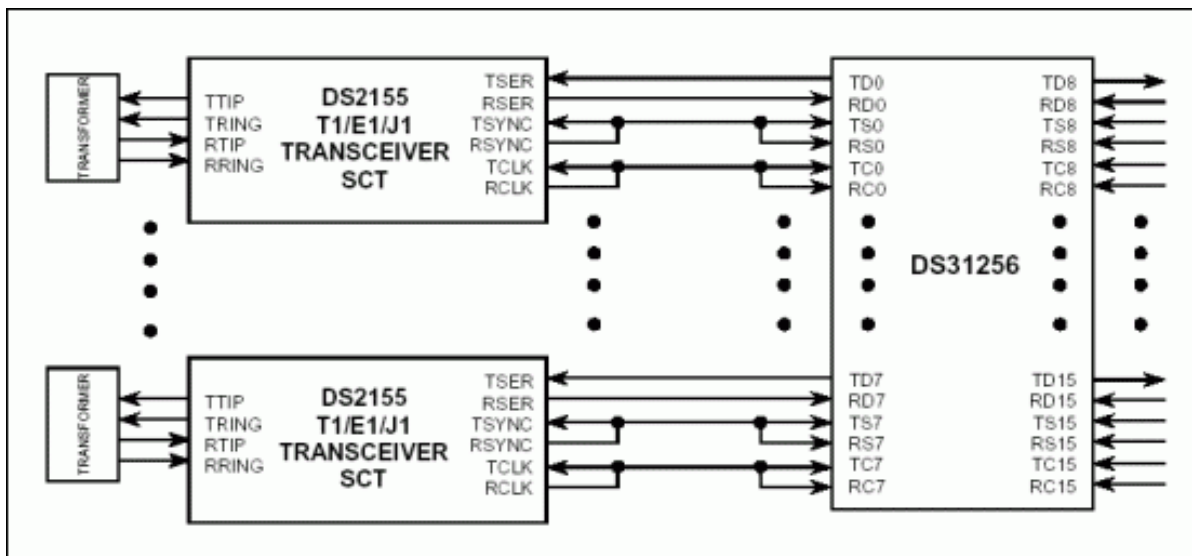 TRANSFORMER
TTIP
TRING
RTIP
RRING
DS2155
T1/E1/J1
TRANSCEIVER
SCT
TSER
RSER
TSYNC
RSYNC
TCLK
RCLK
TRANSFORMER
TTIP
TRING
RTIP
RRING
DS2155
T1/E1/J1
TRANSCEIVER
SCT
TSER
RSER
TSYNC
RSYNC
TCLK
RCLK
TD0
RD0
TS0
RS0
TC0
RC0
TD7
RD7
TS7
RS7
TC7
RC7
DS31256
TD8
RD8
TS8
RS8
TC8
RC8
TD15
RD15
TS15
RS15
TC15
RC15